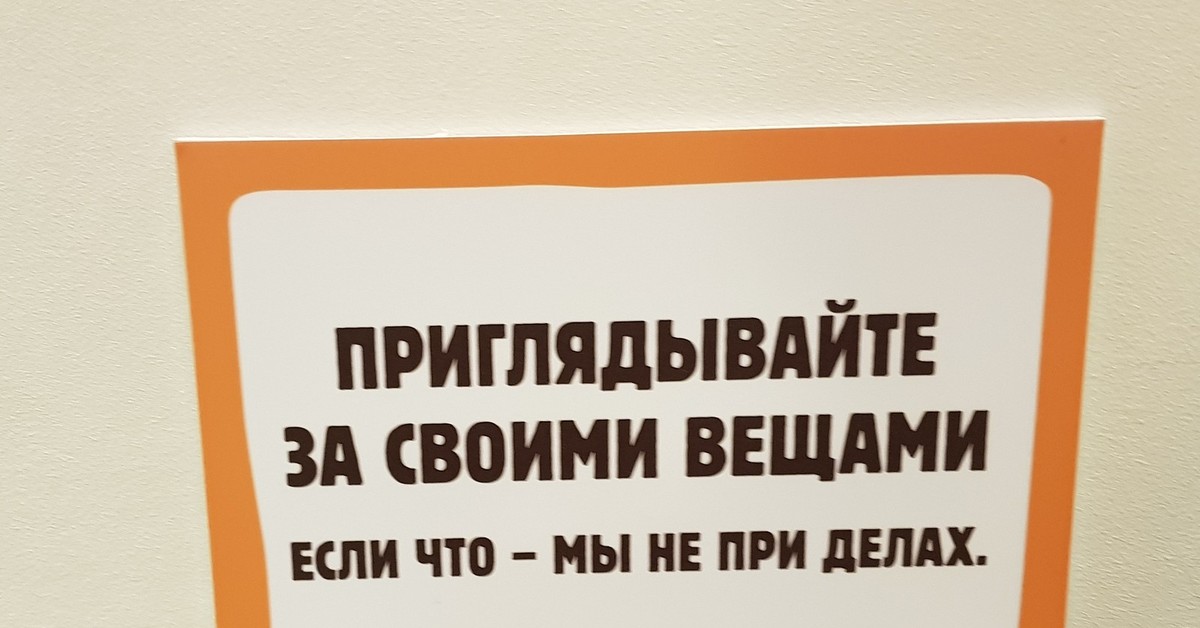 ПРИГЛЯДЫВАЙТЕ
ЗА СВОИМИ ВЕЩАМИ
ЕСЛИ ЧТО – МЫ НЕ ПРИ ДЕЛАХ.